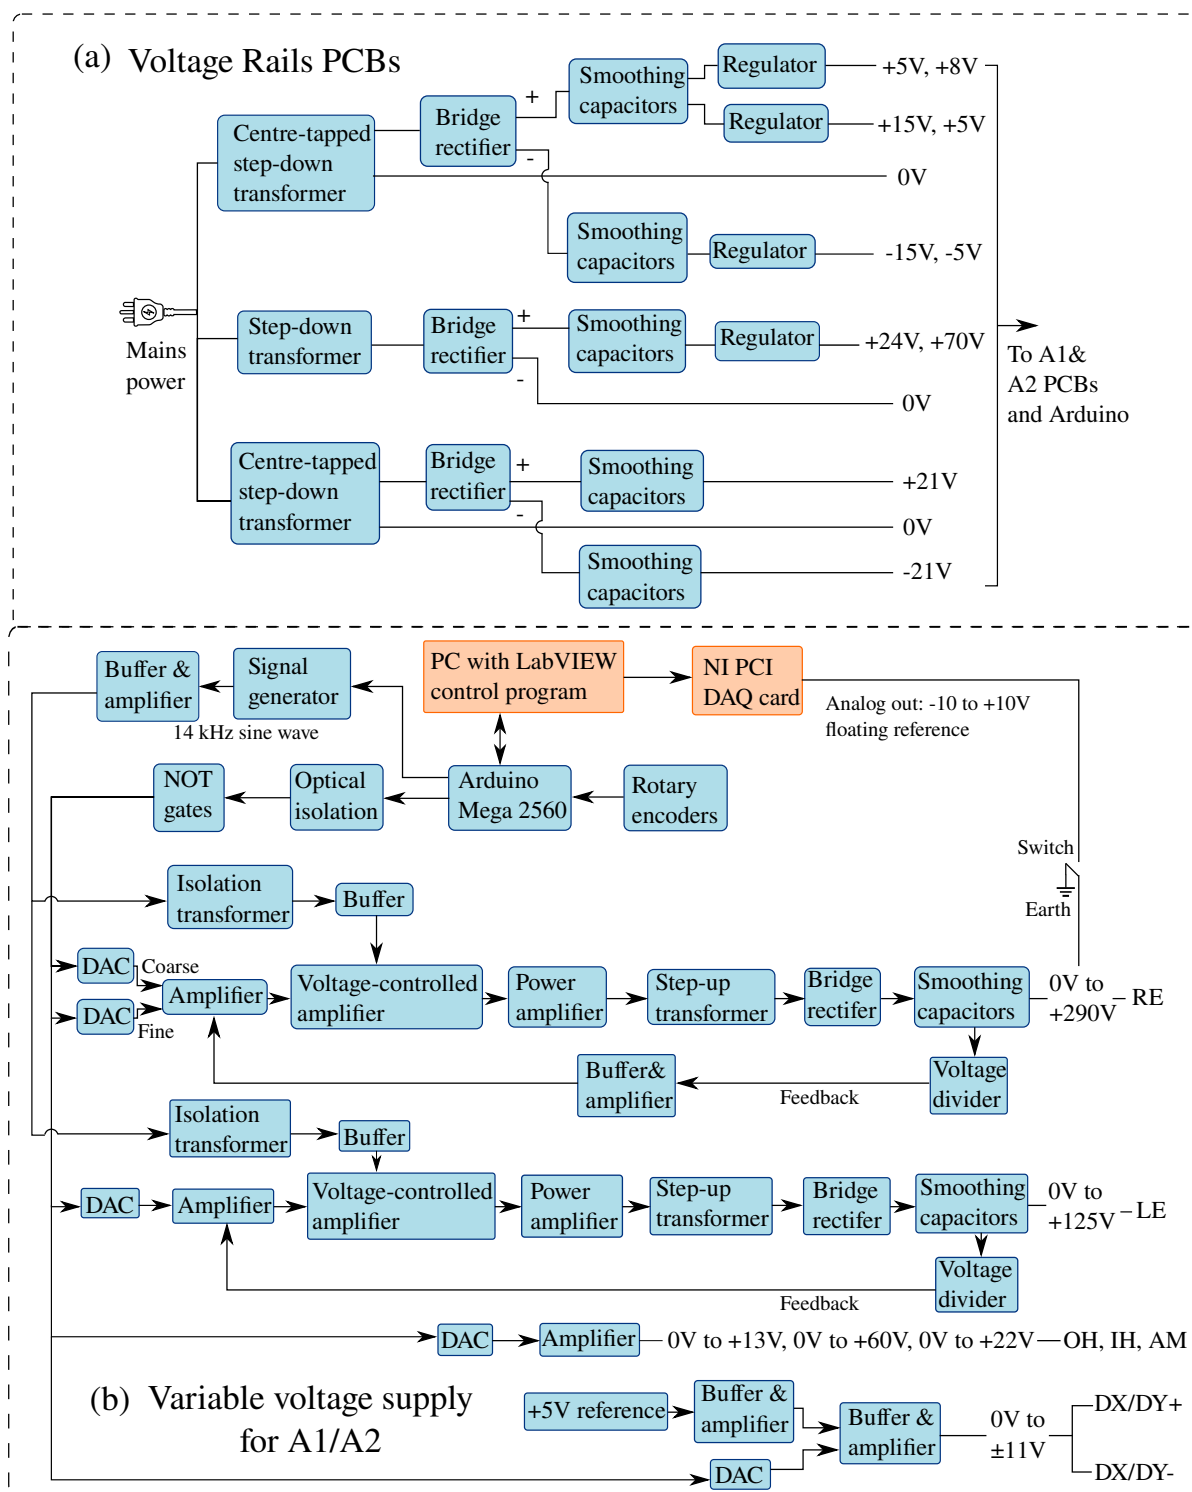 (a) Voltage Rails PCBs
Centre-tapped
step-down
transformer
Bridge
rectifier
+
-
Smoothing
capacitors
Regulator
+5V, +8V
Regulator
+15V, +5V
0V
Smoothing
capacitors
Regulator
-15V, -5V
Mains
power
Step-down
transformer
Bridge
rectifier
+
-
Smoothing
capacitors
Regulator
+24V, +70V
0V
To A1&
A2 PCBs
and Arduino
Centre-tapped
step-down
transformer
Bridge
rectifier
+
-
Smoothing
capacitors
+21V
0V
Smoothing
capacitors
-21V
Buffer &
amplifier
Signal
generator
14 kHz sine wave
PC with LabVIEW
control program
NI PCI
DAQ card
Analog out: -10 to +10V
floating reference
NOT
gates
Optical
isolation
Arduino
Mega 2560
Rotary
encoders
Switch
Earth
Isolation
transformer
Buffer
DAC
Coarse
DAC
Fine
Amplifier
Voltage-controlled
amplifier
Power
amplifier
Step-up
transformer
Bridge
rectifer
Smoothing
capacitors
0V to
+290V
RE
Buffer&
amplifier
Feedback
Voltage
divider
Isolation
transformer
Buffer
DAC
Amplifier
Voltage-controlled
amplifier
Power
amplifier
Step-up
transformer
Bridge
rectifer
Smoothing
capacitors
0V to
+125V
LE
Feedback
Voltage
divider
DAC
Amplifier
0V to +13V, 0V to +60V, 0V to +22V
OH, IH, AM
(b) Variable voltage supply
for A1/A2
+5V reference
Buffer &
amplifier
DAC
Buffer &
amplifier
0V to
±11V
DX/DY+
DX/DY-